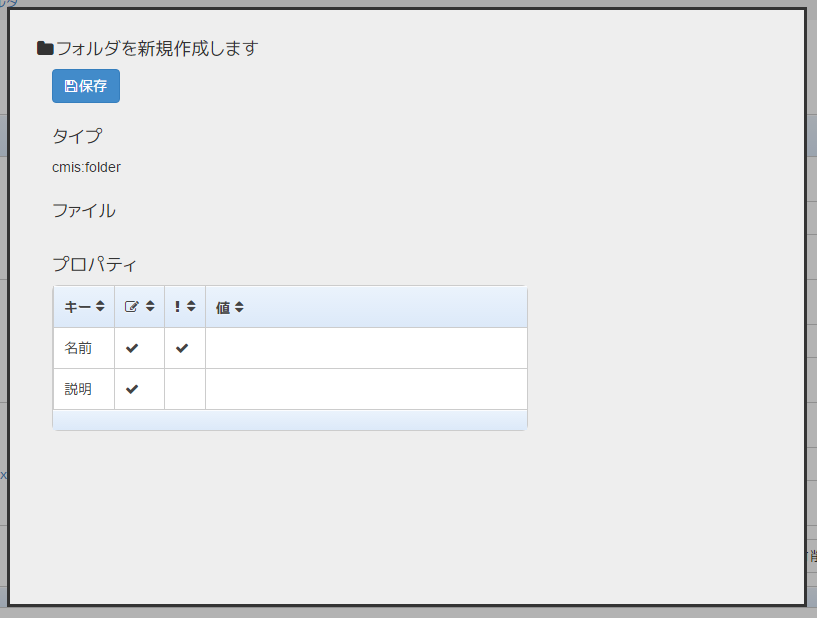 フォルダを新規作成します
保存
タイプ
cmis:folder
ファイル
プロパティ
キー ! 値
名前
説明